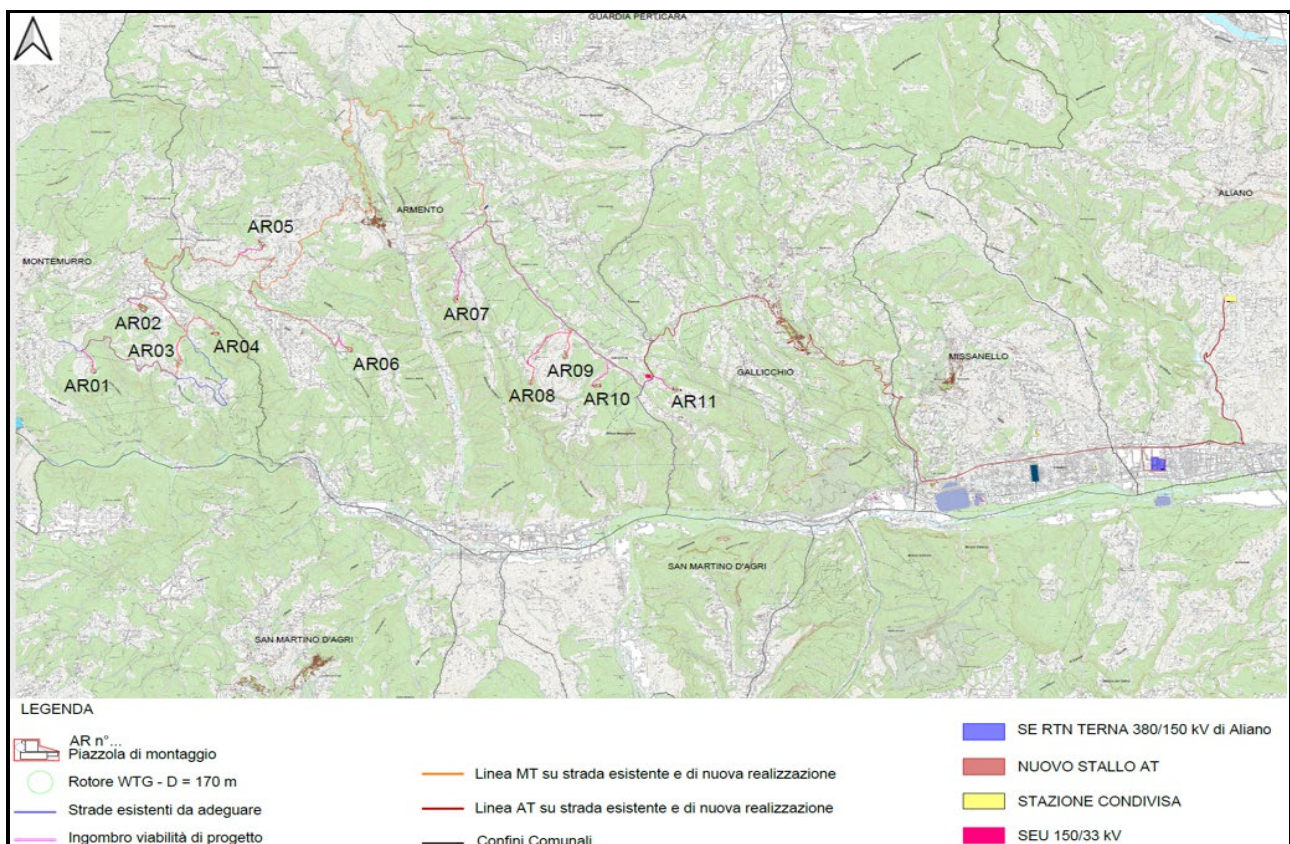 GUARDIA PERTICARA
ALIANO
ARMENTO
AR05
MONTEMURRO
AR02
AR07
AR03
AR04
AR06
MISSANELLO
AR09
AR01
GALLICCHIO
AR08
AR10
AR11
SAN MARTINO D'AGRI
SAN MARTINO D'AGRI
LEGENDA
AR n°...
Piazzola di montaggio
Rotore WTG - D = 170 m
Strade esistenti da adeguare
Ingombro viabilità di progetto
Linea MT su strada esistente e di nuova realizzazione
Linea AT su strada esistente e di nuova realizzazione
Confini Comunali
SE RTN TERNA 380/150 kV di Aliano
NUOVO STALLO AT
STAZIONE CONDIVISA
SEU 150/33 kV